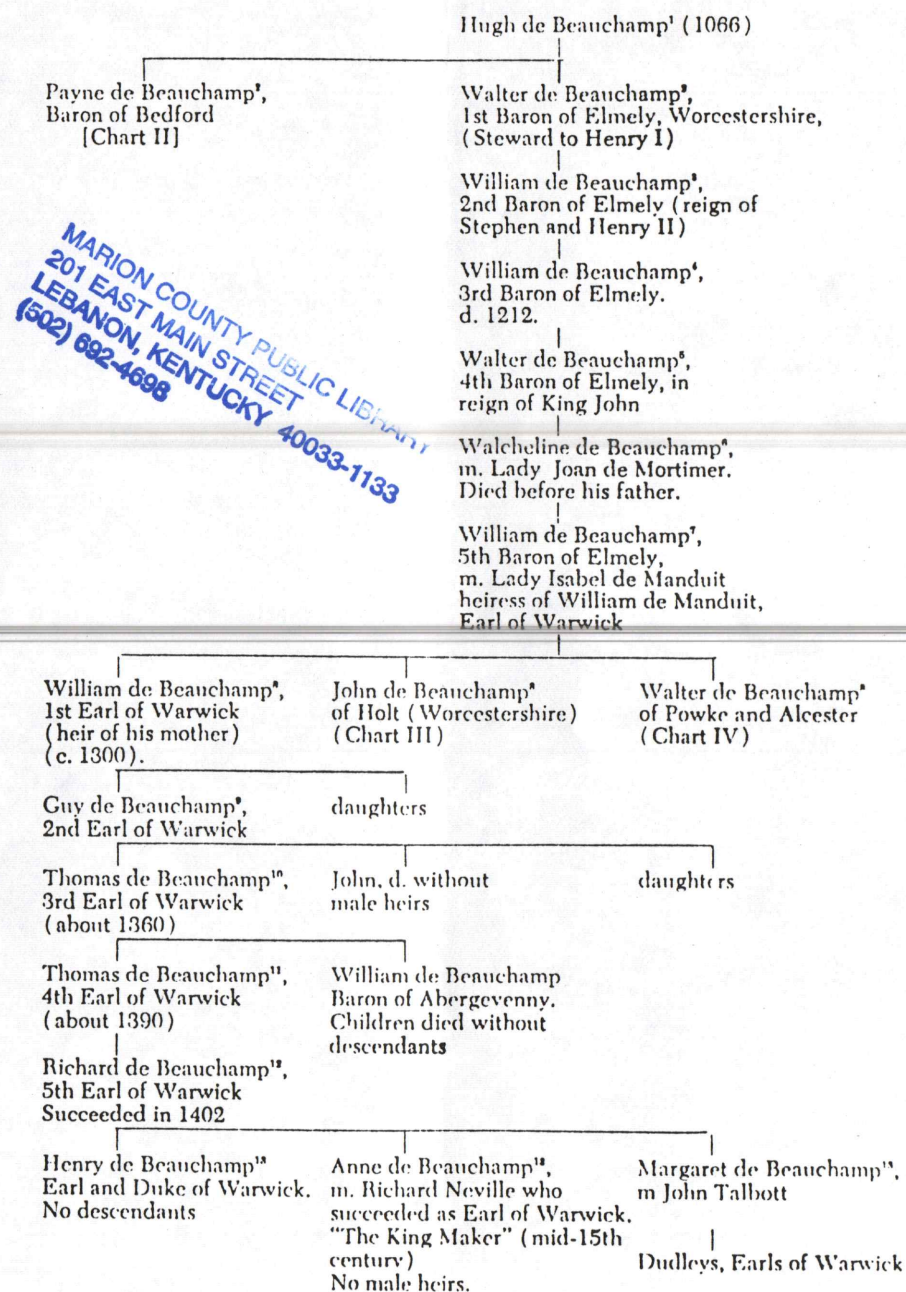 Hugh de Beauchamp¹ (1066)
Payne de Beauchamp²,
Baron of Bedford
[Chart II]
Walter de Beauchamp²,
1st Baron of Elmely, Worcestershire,
(Steward to Henry I)
William de Beauchamp³,
2nd Baron of Elmely (reign of
Stephen and Henry II)
MARION COUNTY PUBLIC LIBRARY
201 EAST MAIN STREET
LEBANON, KENTUCKY 40033-1133
(502) 692-4698
William de Beauchamp⁴,
3rd Baron of Elmely.
d. 1212.
Walter de Beauchamp⁵,
4th Baron of Elmely, in
reign of King John
Walcheline de Beauchamp⁶,
m. Lady Joan de Mortimer.
Died before his father.
William de Beauchamp⁷,
5th Baron of Elmely,
m. Lady Isabel de Manduit
heiress of William de Manduit,
Earl of Warwick
William de Beauchamp⁸,
1st Earl of Warwick
(heir of his mother)
(c. 1300).
John de Beauchamp⁸
of Holt (Worcestershire)
(Chart III)
Walter de Beauchamp⁸
of Powke and Alcester
(Chart IV)
Guy de Beauchamp⁹,
2nd Earl of Warwick
daughters
Thomas de Beauchamp¹⁰,
3rd Earl of Warwick
(about 1360)
John, d. without
male heirs
daughters
Thomas de Beauchamp¹¹,
4th Earl of Warwick
(about 1390)
William de Beauchamp
Baron of Abergevenny.
Children died without
descendants
Richard de Beauchamp¹²,
5th Earl of Warwick
Succeeded in 1402
Henry de Beauchamp¹³
Earl and Duke of Warwick.
No descendants
Anne de Beauchamp¹³,
m. Richard Neville who
succeeded as Earl of Warwick.
"The King Maker" (mid-15th
century)
No male heirs.
Margaret de Beauchamp¹³,
m John Talbott
Dudleys, Earls of Warwick